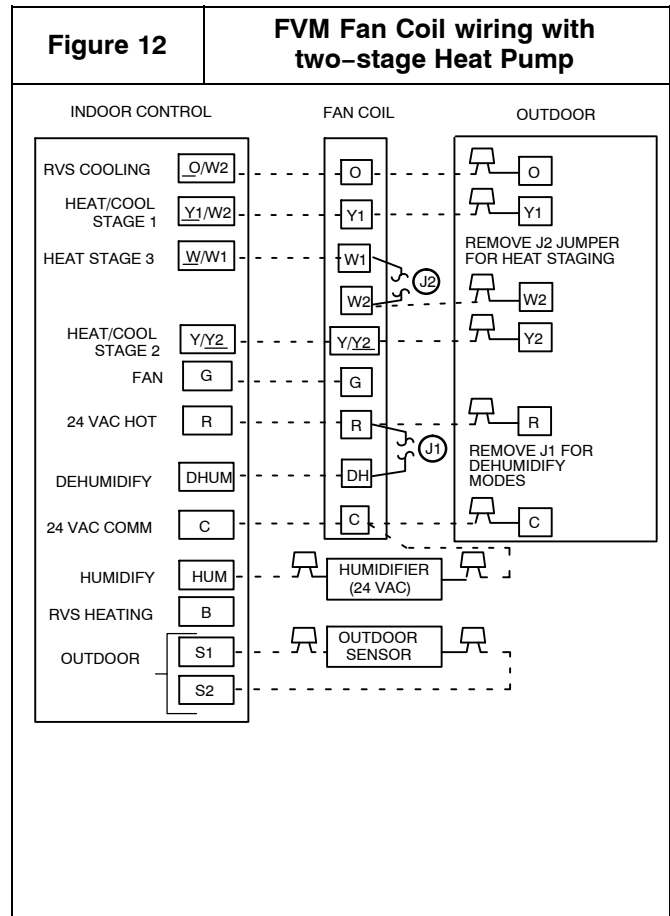 Figure 12
FVM Fan Coil wiring with
two-stage Heat Pump
INDOOR CONTROL
FAN COIL
OUTDOOR
RVS COOLING
O/W2
O
O
HEAT/COOL
STAGE 1
Y1/W2
Y1
Y1
REMOVE J2 JUMPER
FOR HEAT STAGING
HEAT STAGE 3
W/W1
W1
J2
W2
W2
HEAT/COOL
STAGE 2
Y/Y2
Y/Y2
Y2
FAN
G
G
24 VAC HOT
R
R
R
J1
REMOVE J1 FOR
DEHUMIDIFY
MODES
DEHUMIDIFY
DHUM
DH
24 VAC COMM
C
C
C
HUMIDIFY
HUM
HUMIDIFIER
(24 VAC)
RVS HEATING
B
OUTDOOR
S1
OUTDOOR
SENSOR
S2